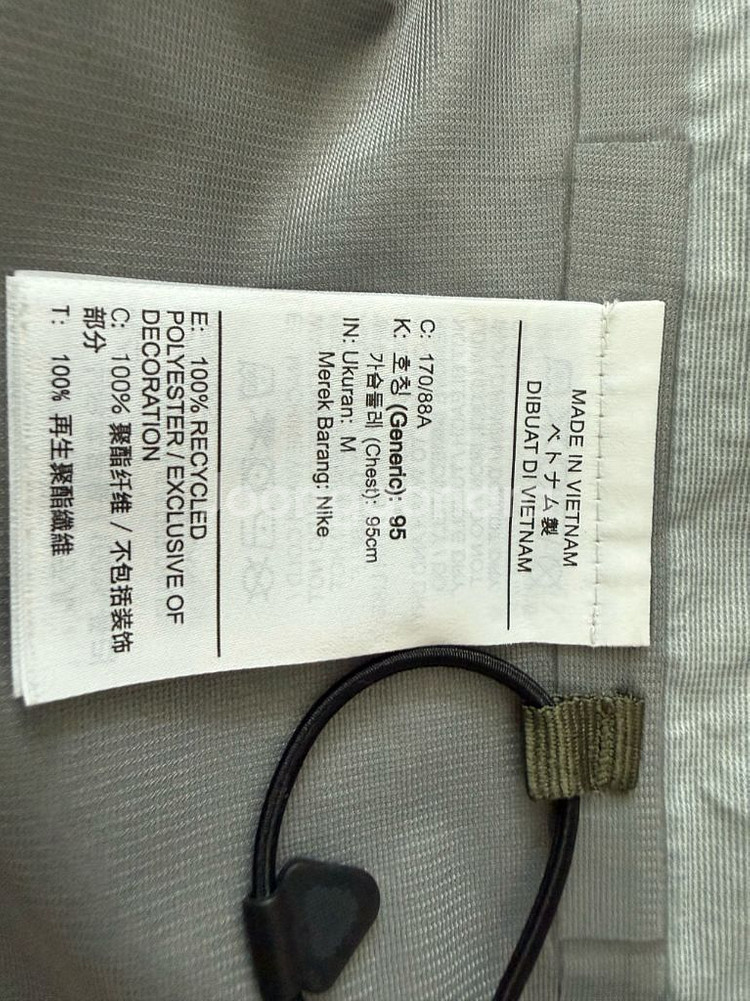 MADE IN VIETNAM
ベトナム製
DIBUAT DI VIETNAM
C: 170/88A
K: 호칭 (Generic): 95
가슴둘레 (Chest): 95cm
IN: Ukuran: M
Merek Barang: Nike
E: 100% RECYCLED
POLYESTER / EXCLUSIVE OF
DECORATION
C: 100% 聚酯纤维 / 不包括装饰
部分
T: 100% 再生聚酯纖維